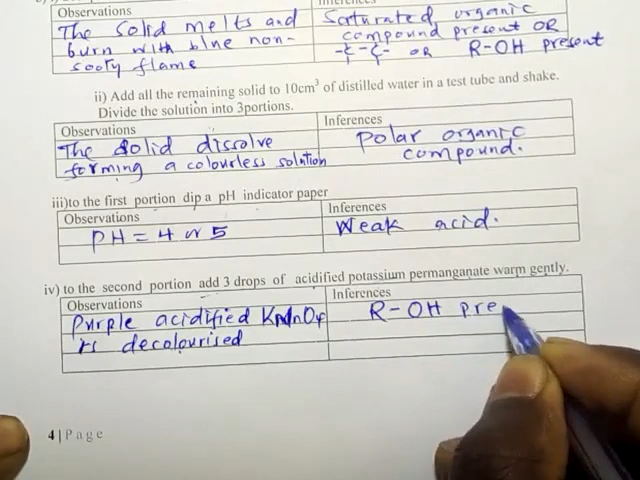 Observations
The solid melts and
burn with blue non-
sooty flame
Saturated organic
compound present OR
-C-C- OR R-OH present
ii) Add all the remaining solid to 10cm³ of distilled water in a test tube and shake.
Divide the solution into 3portions.
Observations
The solid dissolve
forming a colourless solution
Inferences
Polar organic
compound.
iii)to the first portion dip a pH indicator paper
Observations
PH = 4 or 5
Inferences
Weak acid.
iv) to the second portion add 3 drops of acidified potassium permanganate warm gently.
Observations
Purple acidified KMnO4
is decolourised
Inferences
R-OH pre
4 | Page